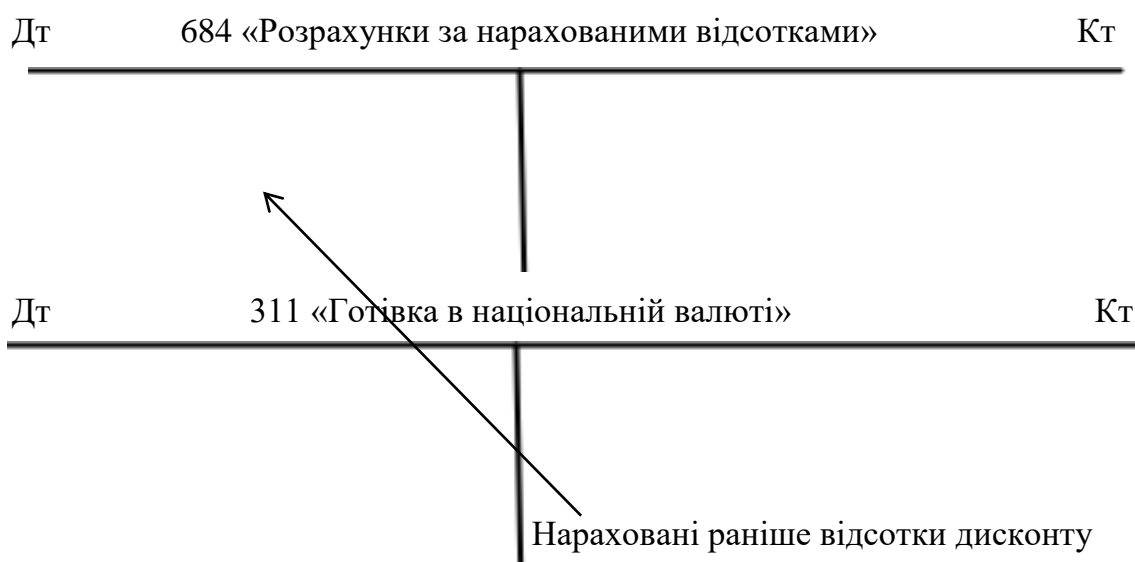 Дт 684 «Розрахунки за нарахованими відсотками» Кт
Дт 311 «Готівка в національній валюті» Кт
Нараховані раніше відсотки дисконту